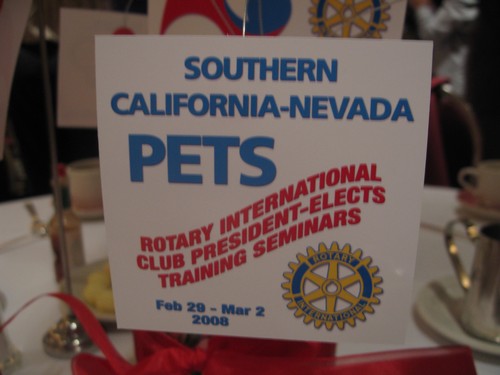 SOUTHERN
CALIFORNIA-NEVADA
PETS
ROTARY INTERNATIONAL
CLUB PRESIDENT-ELECTS
TRAINING SEMINARS
Feb 29 - Mar 2
2008
ROTARY
INTERNATIONAL